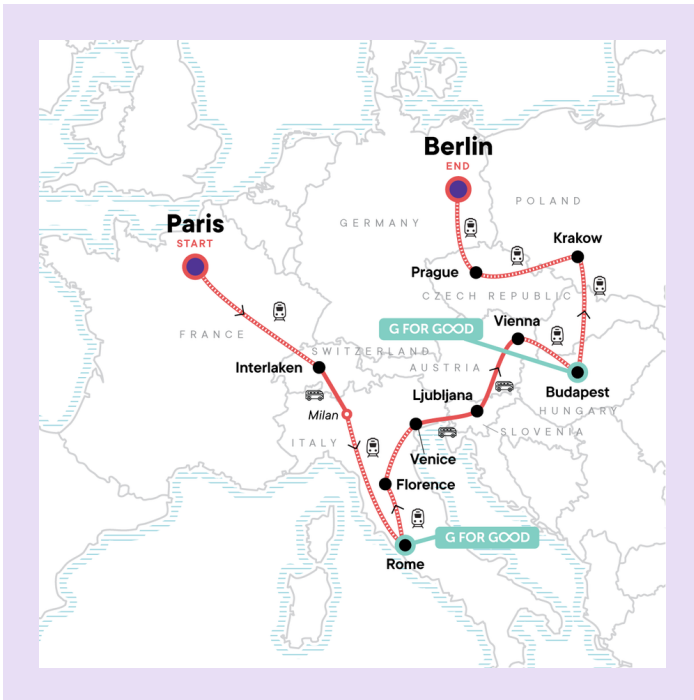 Berlin
END
POLAND
Paris
START
GERMANY
Krakow
Prague
CZECH REPUBLIC
Vienna
G FOR GOOD
FRANCE
SWITZERLAND
Interlaken
AUSTRIA
Ljubljana
Budapest
Milan
HUNGARY
ITALY
SLOVENIA
Venice
Florence
G FOR GOOD
Rome